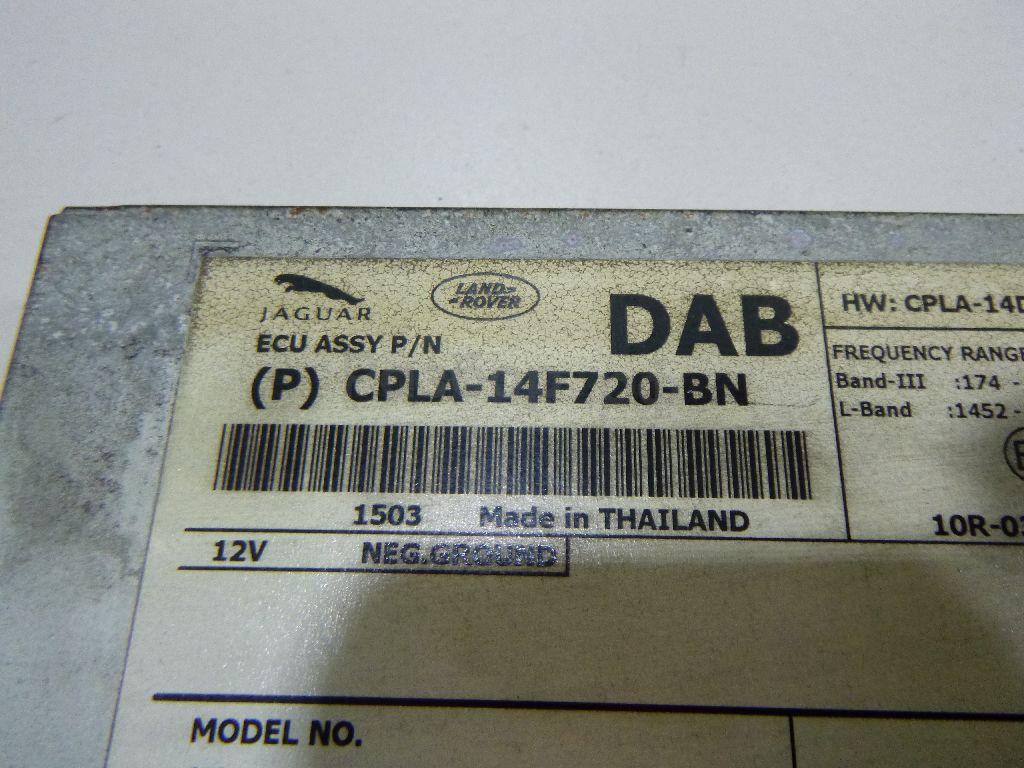 JAGUAR
LAND-
-ROVER
DAB
ECU ASSY P/N
(P) CPLA-14F720-BN
1503 Made in THAILAND
12V NEG.GROUND
HW: CPLA-14D
FREQUENCY RANGE
Band-III :174 -
L-Band :1452 -
10R-03
MODEL NO.